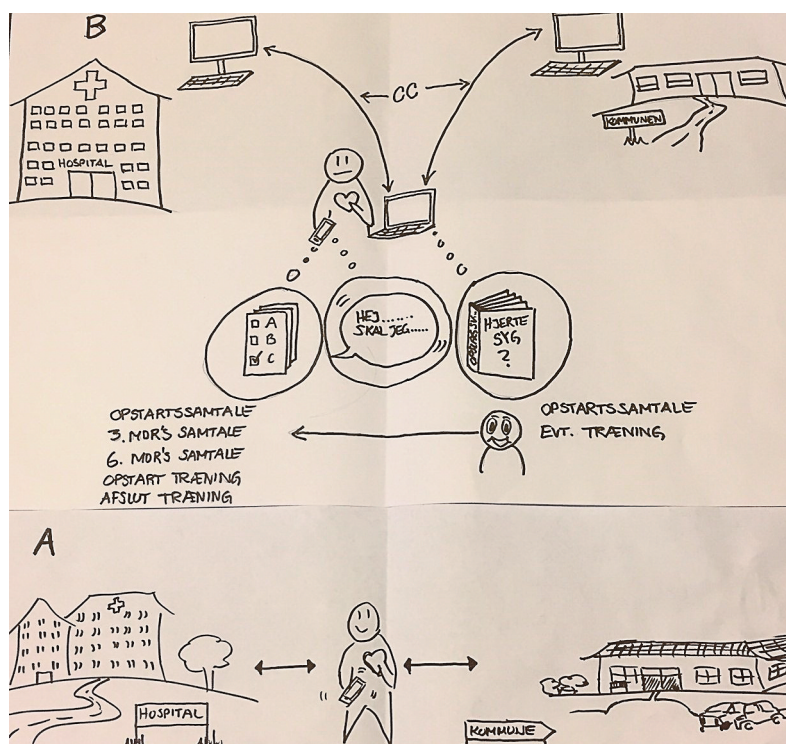 B
CC
HOSPITAL
KOMMUNEN
A
B
C
HEJ.......
SKAL JEG.....
HJERTE
SYG
?
OPSTARTSSAMTALE
3. MDR'S SAMTALE
6. MDR'S SAMTALE
OPSTART TRÆNING
AFSLUT TRÆNING
OPSTARTSSAMTALE
EVT. TRÆNING
A
HOSPITAL
KOMMUNE